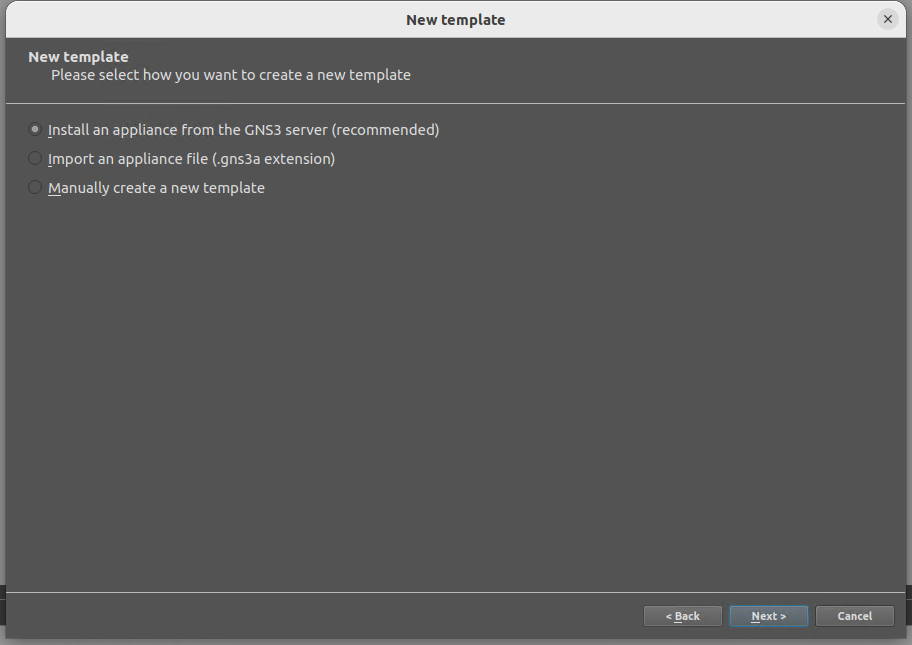 New template
New template
Please select how you want to create a new template
Install an appliance from the GNS3 server (recommended)
Import an appliance file (.gns3a extension)
Manually create a new template
< Back
Next >
Cancel